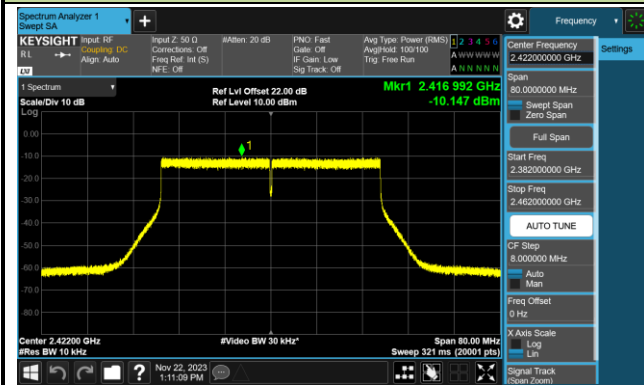 Spectrum Analyzer 1
Swept SA
+
Frequency
KEYSIGHT
RL
LXI
Input: RF
Coupling: DC
Align: Auto
Input Z: 50 Ω
Corrections: Off
Freq Ref: Int (S)
NFE: Off
#Atten: 20 dB
PNO: Fast
Gate: Off
IF Gain: Low
Sig Track: Off
Avg Type: Power (RMS)
Avg|Hold: 100/100
Trig: Free Run
1 2 3 4 5 6
A W W W W W
A N N N N N
1 Spectrum
Scale/Div 10 dB
Log
Ref Lvl Offset 22.00 dB
Ref Level 10.00 dBm
Mkr1 2.416 992 GHz
-10.147 dBm
0.00
-10.0
1
-20.0
-30.0
-40.0
-50.0
-60.0
-70.0
-80.0
Center 2.42200 GHz
#Res BW 10 kHz
#Video BW 30 kHz*
Span 80.00 MHz
Sweep 321 ms (20001 pts)
Center Frequency
2.422000000 GHz
Settings
Span
80.0000000 MHz
Swept Span
Zero Span
Full Span
Start Freq
2.382000000 GHz
Stop Freq
2.462000000 GHz
AUTO TUNE
CF Step
8.000000 MHz
Auto
Man
Freq Offset
0 Hz
X Axis Scale
Log
Lin
Signal Track
(Span Zoom)
?
Nov 22, 2023
1:11:09 PM